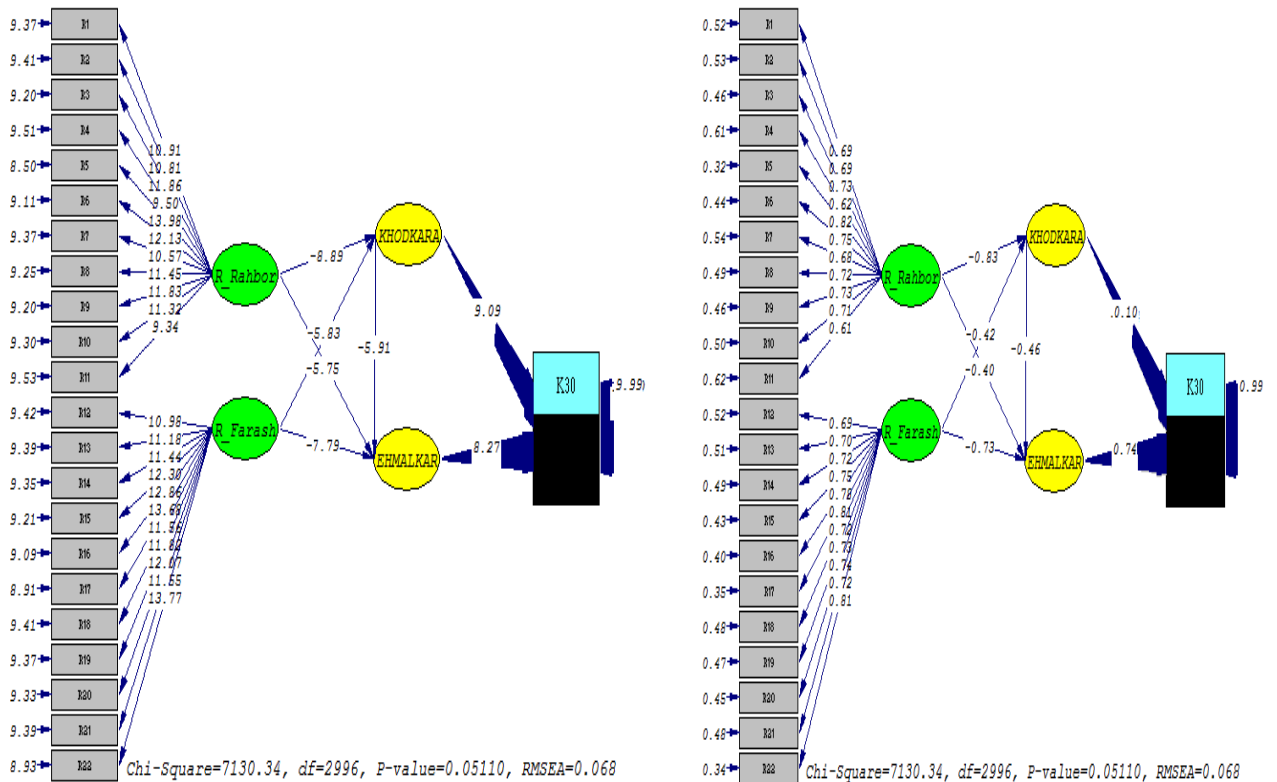 9.37 R1
9.41 R2
9.20 R3
9.51 R4
8.50 R5
9.11 R6
9.37 R7
9.25 R8
9.20 R9
9.30 R10
9.53 R11
9.42 R12
9.39 R13
9.35 R14
9.21 R15
9.09 R16
8.91 R17
9.41 R18
9.37 R19
9.33 R20
9.39 R21
8.93 R22
10.91
10.81
11.86
9.50
13.98
12.13
10.57
11.45
11.83
11.32
9.34
10.98
11.18
11.44
12.30
12.86
12.07
11.55
13.77
R_Rahbor
R_Farash
-8.89
-5.83
-5.75
-7.79
-5.91
KHODKARA
EHMALKAR
9.09
8.27
K30
9.99
Chi-Square=7130.34, df=2996, P-value=0.05110, RMSEA=0.068
0.52 R1
0.53 R2
0.46 R3
0.61 R4
0.32 R5
0.44 R6
0.54 R7
0.49 R8
0.46 R9
0.50 R10
0.62 R11
0.52 R12
0.51 R13
0.49 R14
0.43 R15
0.40 R16
0.35 R17
0.48 R18
0.47 R19
0.45 R20
0.48 R21
0.34 R22
0.69
0.69
0.73
0.62
0.82
0.75
0.68
0.72
0.73
0.71
0.61
0.69
0.70
0.72
0.75
0.78
0.81
0.72
0.73
0.74
0.72
0.81
R_Rahbor
R_Farash
-0.83
-0.42
-0.40
-0.73
-0.46
KHODKARA
EHMALKAR
0.10
0.74
K30
0.99
Chi-Square=7130.34, df=2996, P-value=0.05110, RMSEA=0.068